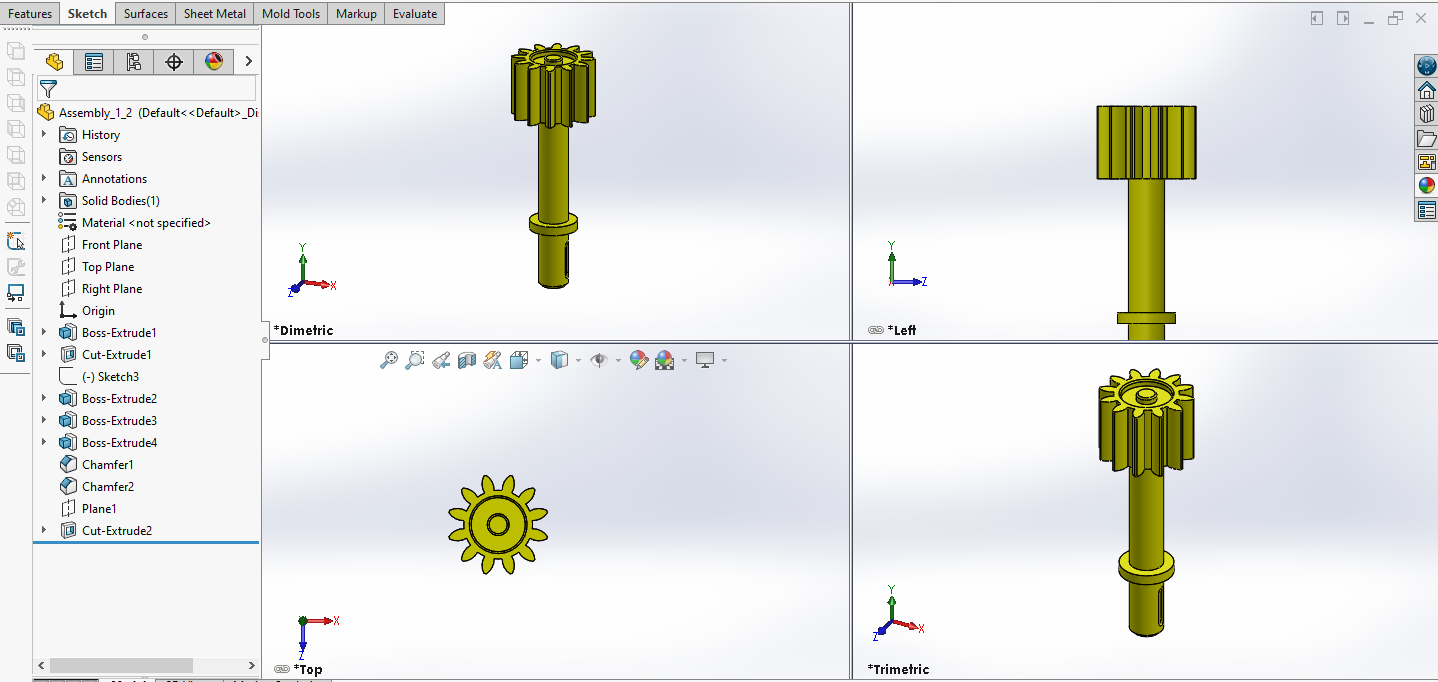 Features Sketch Surfaces Sheet Metal Mold Tools Markup Evaluate
Assembly_1_2 (Default<<Default>_Di
History
Sensors
A Annotations
Solid Bodies(1)
Material <not specified>
Front Plane
Top Plane
Right Plane
Origin
Boss-Extrude1
Cut-Extrude1
(-) Sketch3
Boss-Extrude2
Boss-Extrude3
Boss-Extrude4
Chamfer1
Chamfer2
Plane1
Cut-Extrude2
Y
X
Z
*Dimetric
Y
X
Z
*Left
X
Z
*Top
Y
X
Z
*Trimetric